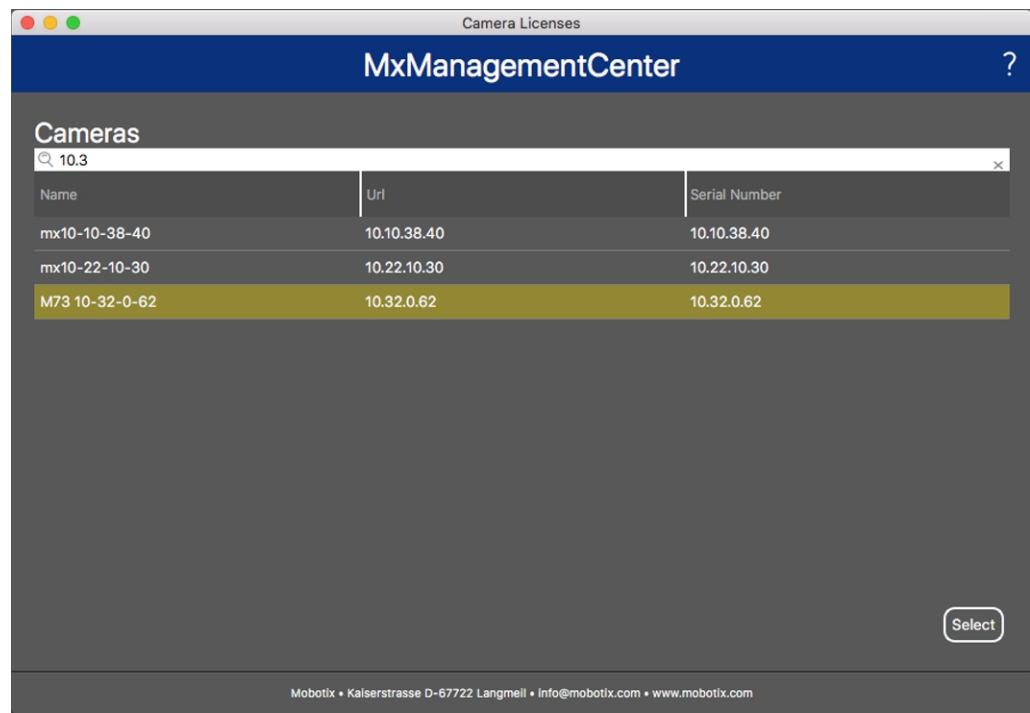 Camera Licenses
MxManagementCenter ?
Cameras
10.3 ×
Name Url Serial Number
mx10-10-38-40 10.10.38.40 10.10.38.40
mx10-22-10-30 10.22.10.30 10.22.10.30
M73 10-32-0-62 10.32.0.62 10.32.0.62
Select
Mobotix • Kaiserstrasse D-67722 Langmeil • info@mobotix.com • www.mobotix.com